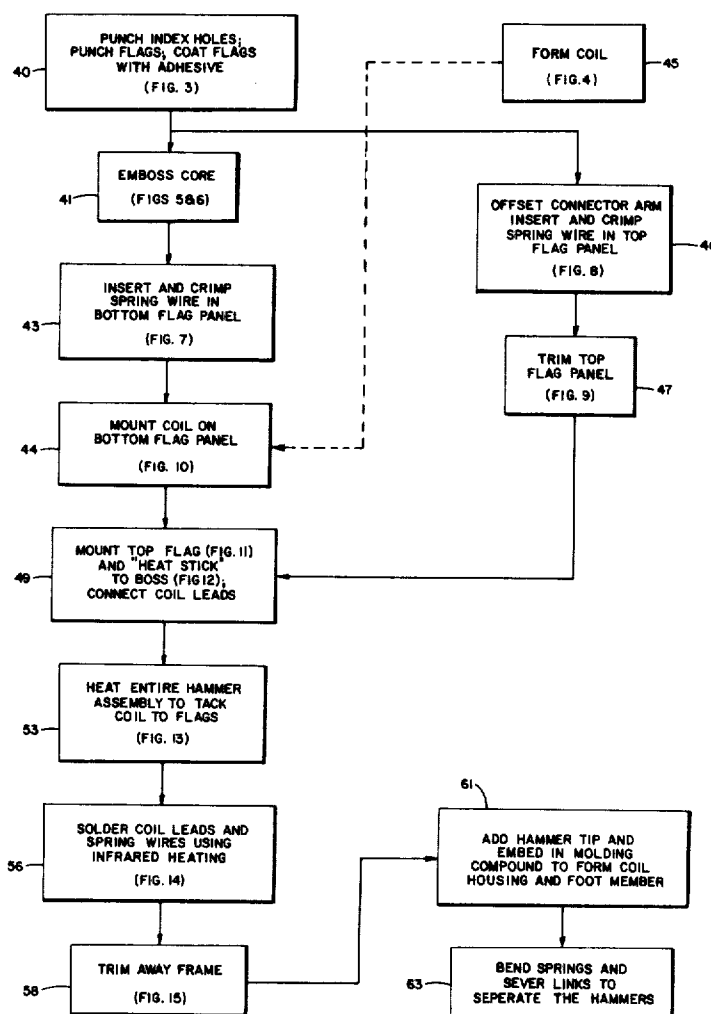 PUNCH INDEX HOLES;
PUNCH FLAGS; COAT FLAGS
WITH ADHESIVE
(FIG. 3)
40
FORM COIL
(FIG. 4)
45
EMBOSS CORE
(FIGS 5&6)
41
OFFSET CONNECTOR ARM
INSERT AND CRIMP
SPRING WIRE IN TOP
FLAG PANEL
(FIG. 8)
INSERT AND CRIMP
SPRING WIRE IN
BOTTOM FLAG PANEL
(FIG. 7)
43
TRIM TOP
FLAG PANEL
(FIG. 9)
47
MOUNT COIL ON
BOTTOM FLAG PANEL
(FIG. 10)
44
MOUNT TOP FLAG (FIG. 11)
AND "HEAT STICK"
TO BOSS (FIG 12);
CONNECT COIL LEADS
49
HEAT ENTIRE HAMMER
ASSEMBLY TO TACK
COIL TO FLAGS
(FIG. 13)
53
SOLDER COIL LEADS AND
SPRING WIRES USING
INFRARED HEATING
(FIG. 14)
56
61
ADD HAMMER TIP AND
EMBED IN MOLDING
COMPOUND TO FORM COIL
HOUSING AND FOOT MEMBER
TRIM AWAY FRAME
(FIG. 15)
58
BEND SPRINGS AND
SEVER LINKS TO
SEPERATE THE HAMMERS
63